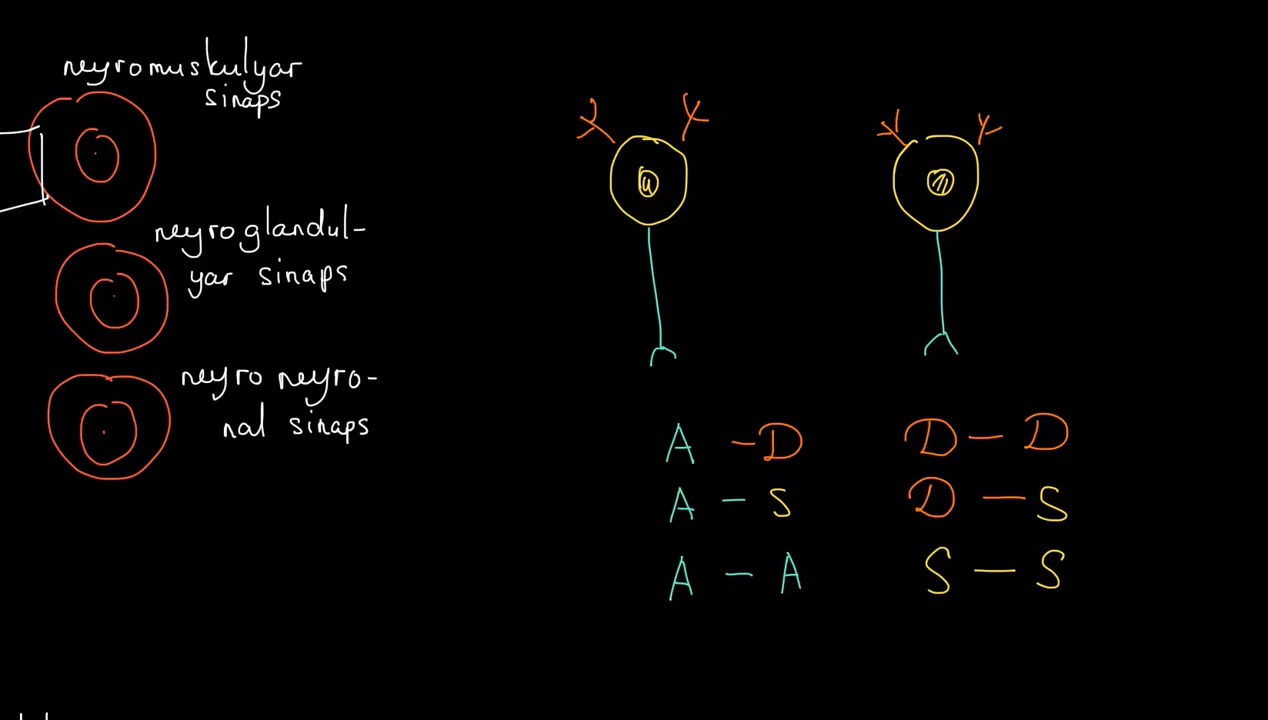 neyromuskulyar
sinaps
neyroglandul-
yar sinaps
neyro neyro-
nal sinaps
A - D
A - S
A - A
D - D
D - S
S - S